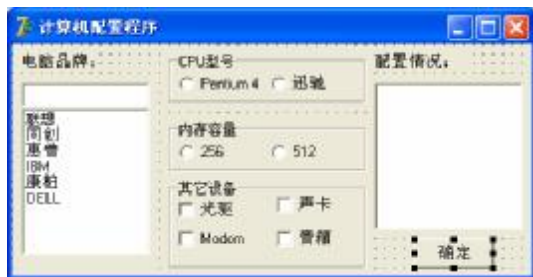 计算机配置程序
电脑品牌：
联想
同创
惠普
IBM
康柏
DELL
CPU型号
Pentium 4
迅驰
内存容量
256
512
其它设备
光驱
声卡
Modom
音箱
配置情况：
确定